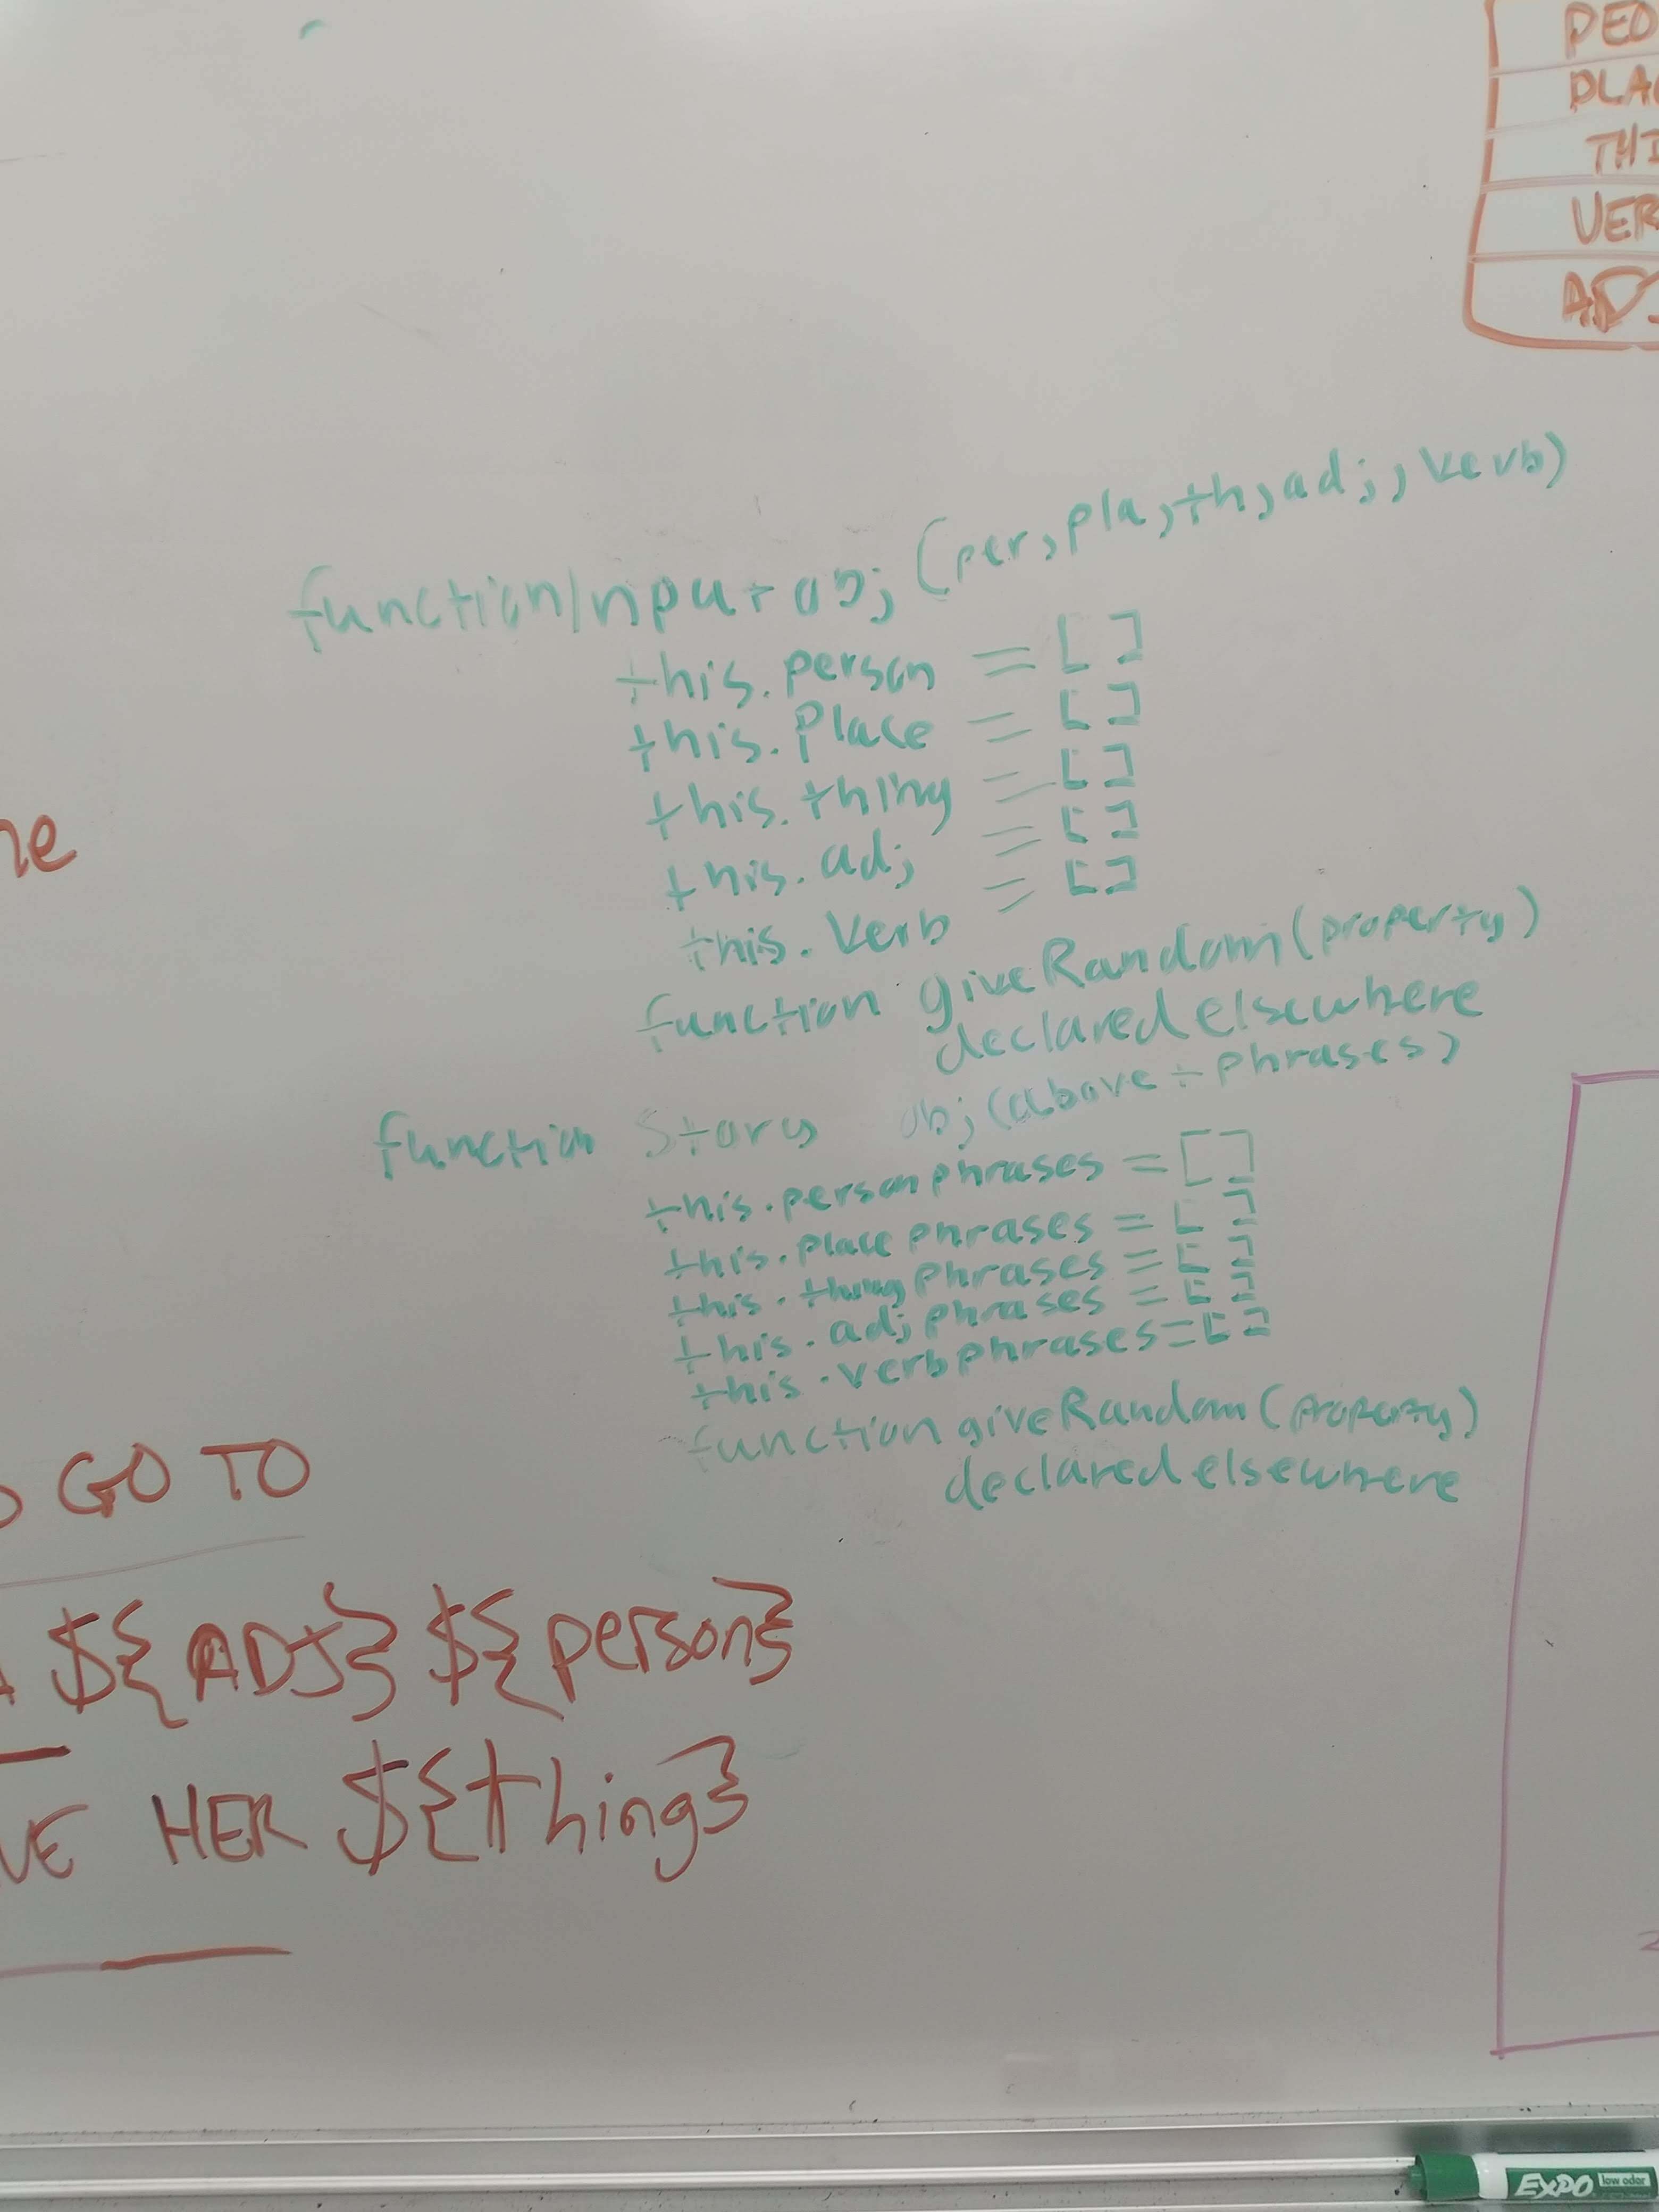 PEO
PLAC
THI
VER
ADJ
function Inputobj (per, pla, th, adj, verb)
this.person = [ ]
this.Place = [ ]
this.thing = [ ]
this.adj = [ ]
this.Verb = [ ]
function giveRandom(property)
declared elsewhere
function Story obj (above + phrases)
this.personphrases = [ ]
this.placephrases = [ ]
this.thingphrases = [ ]
this.adjphrases = [ ]
this.verbphrases = [ ]
function giveRandom(property)
declared elsewhere
ne
O GO TO
A ${ADJ} ${person}
VE HER ${thing}
EXPO low odor